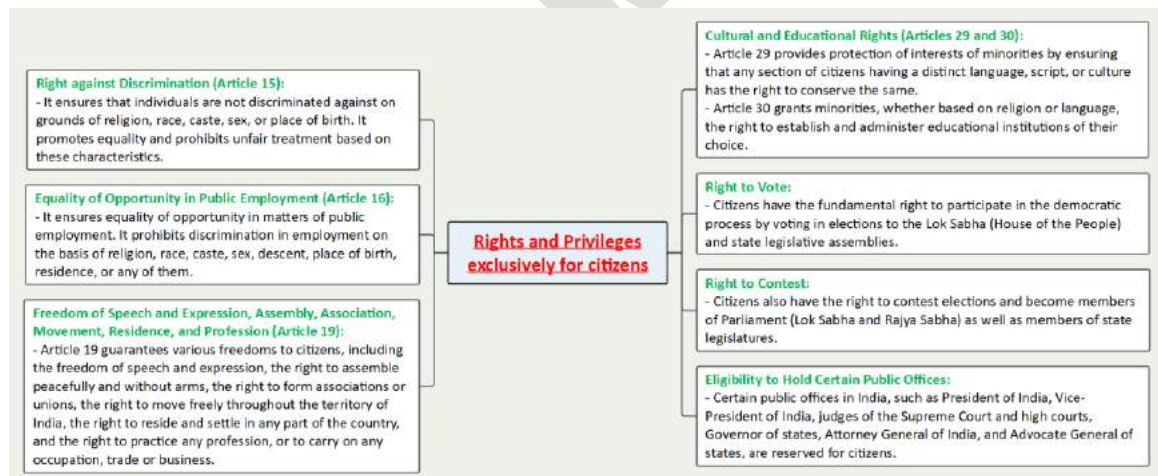 Right against Discrimination (Article 15):
- It ensures that individuals are not discriminated against on
grounds of religion, race, caste, sex, or place of birth. It
promotes equality and prohibits unfair treatment based on
these characteristics.
Equality of Opportunity in Public Employment (Article 16):
- It ensures equality of opportunity in matters of public
employment. It prohibits discrimination in employment on
the basis of religion, race, caste, sex, descent, place of birth,
residence, or any of them.
Freedom of Speech and Expression, Assembly, Association,
Movement, Residence, and Profession (Article 19):
- Article 19 guarantees various freedoms to citizens, including
the freedom of speech and expression, the right to assemble
peacefully and without arms, the right to form associations or
unions, the right to move freely throughout the territory of
India, the right to reside and settle in any part of the country,
and the right to practice any profession, or to carry on any
occupation, trade or business.
Rights and Privileges
exclusively for citizens
Cultural and Educational Rights (Articles 29 and 30):
- Article 29 provides protection of interests of minorities by ensuring
that any section of citizens having a distinct language, script, or culture
has the right to conserve the same.
- Article 30 grants minorities, whether based on religion or language,
the right to establish and administer educational institutions of their
choice.
Right to Vote:
- Citizens have the fundamental right to participate in the democratic
process by voting in elections to the Lok Sabha (House of the People)
and state legislative assemblies.
Right to Contest:
- Citizens also have the right to contest elections and become members
of Parliament (Lok Sabha and Rajya Sabha) as well as members of state
legislatures.
Eligibility to Hold Certain Public Offices:
- Certain public offices in India, such as President of India, Vice-
President of India, judges of the Supreme Court and high courts,
Governor of states, Attorney General of India, and Advocate General of
states, are reserved for citizens.